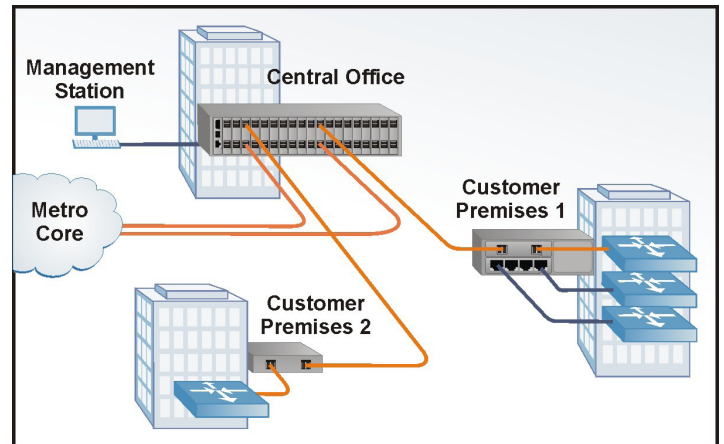 Management
Station
Central Office
Metro
Core
Customer
Premises 1
Customer
Premises 2